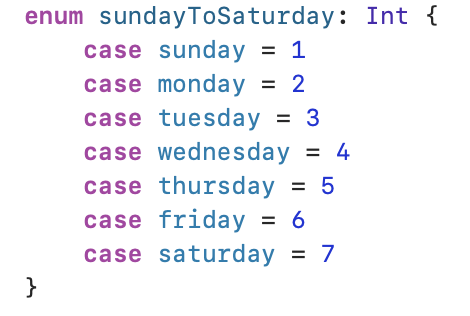 enum sundayToSaturday: Int {
    case sunday = 1
    case monday = 2
    case tuesday = 3
    case wednesday = 4
    case thursday = 5
    case friday = 6
    case saturday = 7
}